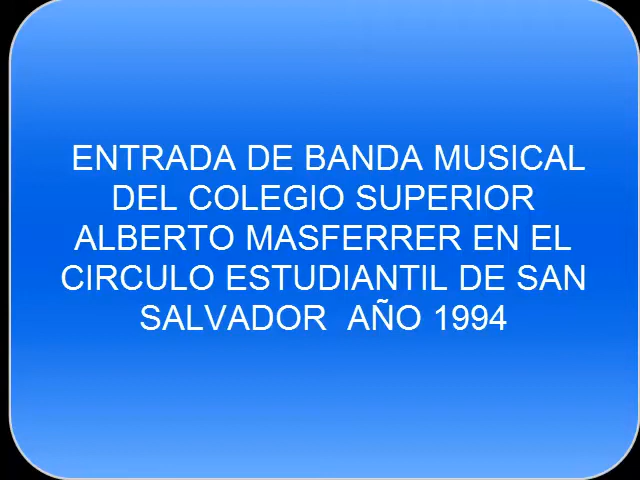 ENTRADA DE BANDA MUSICAL
DEL COLEGIO SUPERIOR
ALBERTO MASFERRER EN EL
CIRCULO ESTUDIANTIL DE SAN
SALVADOR  AÑO 1994